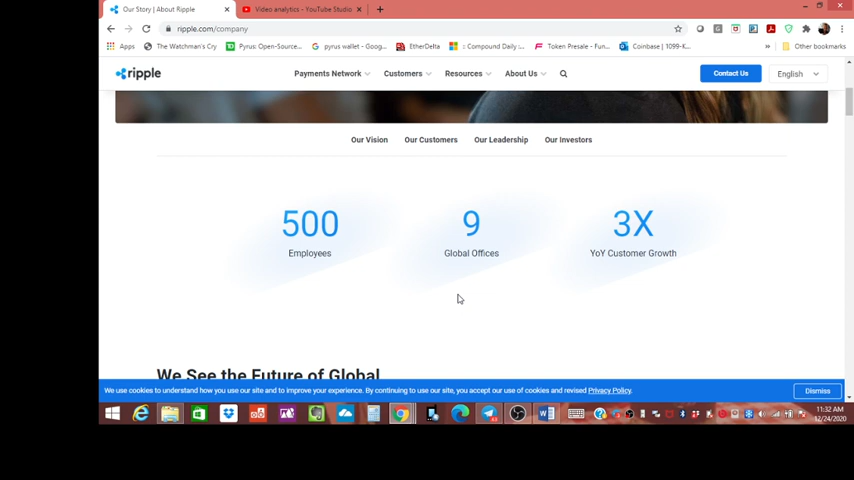 Our Story | About Ripple
Video analytics - YouTube Studio
ripple.com/company
Apps
The Watchman's Cry
Pyrus: Open-Source...
pyrus wallet - Goog...
EtherDelta
:: Compound Daily :...
Token Presale - Fun...
Coinbase | 1099-K...
Other bookmarks
ripple
Payments Network
Customers
Resources
About Us
Contact Us
English
Our Vision
Our Customers
Our Leadership
Our Investors
500
Employees
9
Global Offices
3X
YoY Customer Growth
We See the Future of Global
We use cookies to understand how you use our site and to improve your experience. By continuing to use our site, you accept our use of cookies and revised Privacy Policy.
Dismiss
11:32 AM
12/24/2020